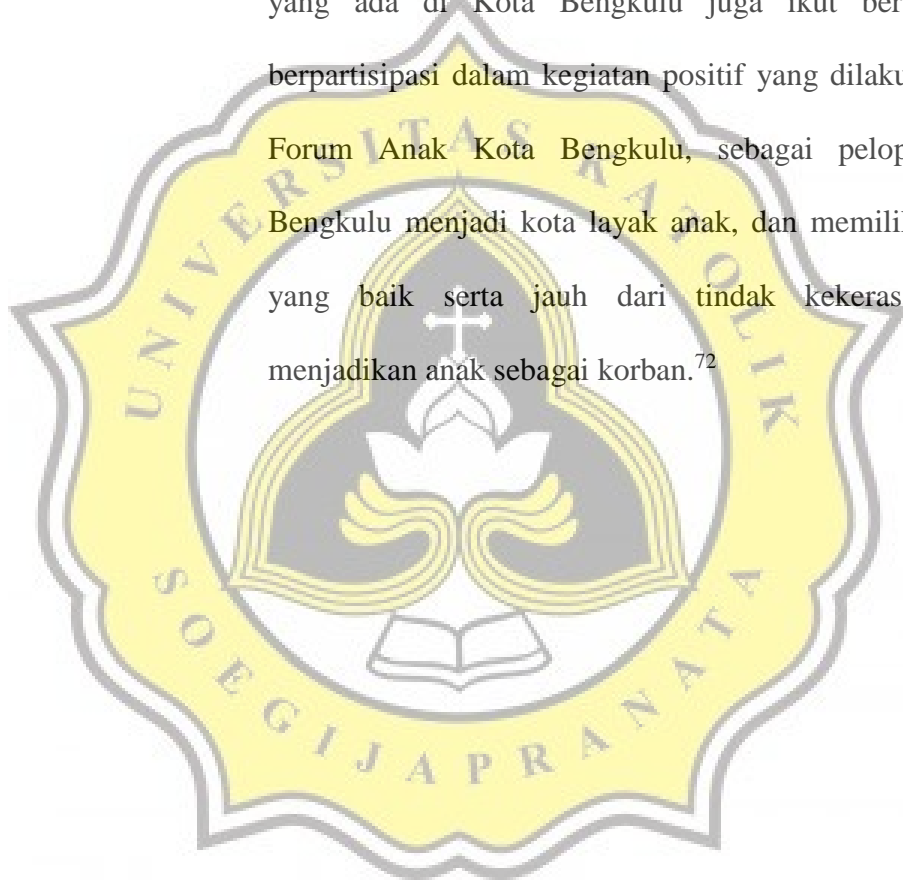 yang ada di Kota Bengkulu juga ikut ber
berpartisipasi dalam kegiatan positif yang dilaku
Forum Anak Kota Bengkulu, sebagai pelop
Bengkulu menjadi kota layak anak, dan memilil
yang baik serta jauh dari tindak kekeras
menjadikan anak sebagai korban.72
UNIVERSITAS KATOLIK
SOEGIJAPRANATA